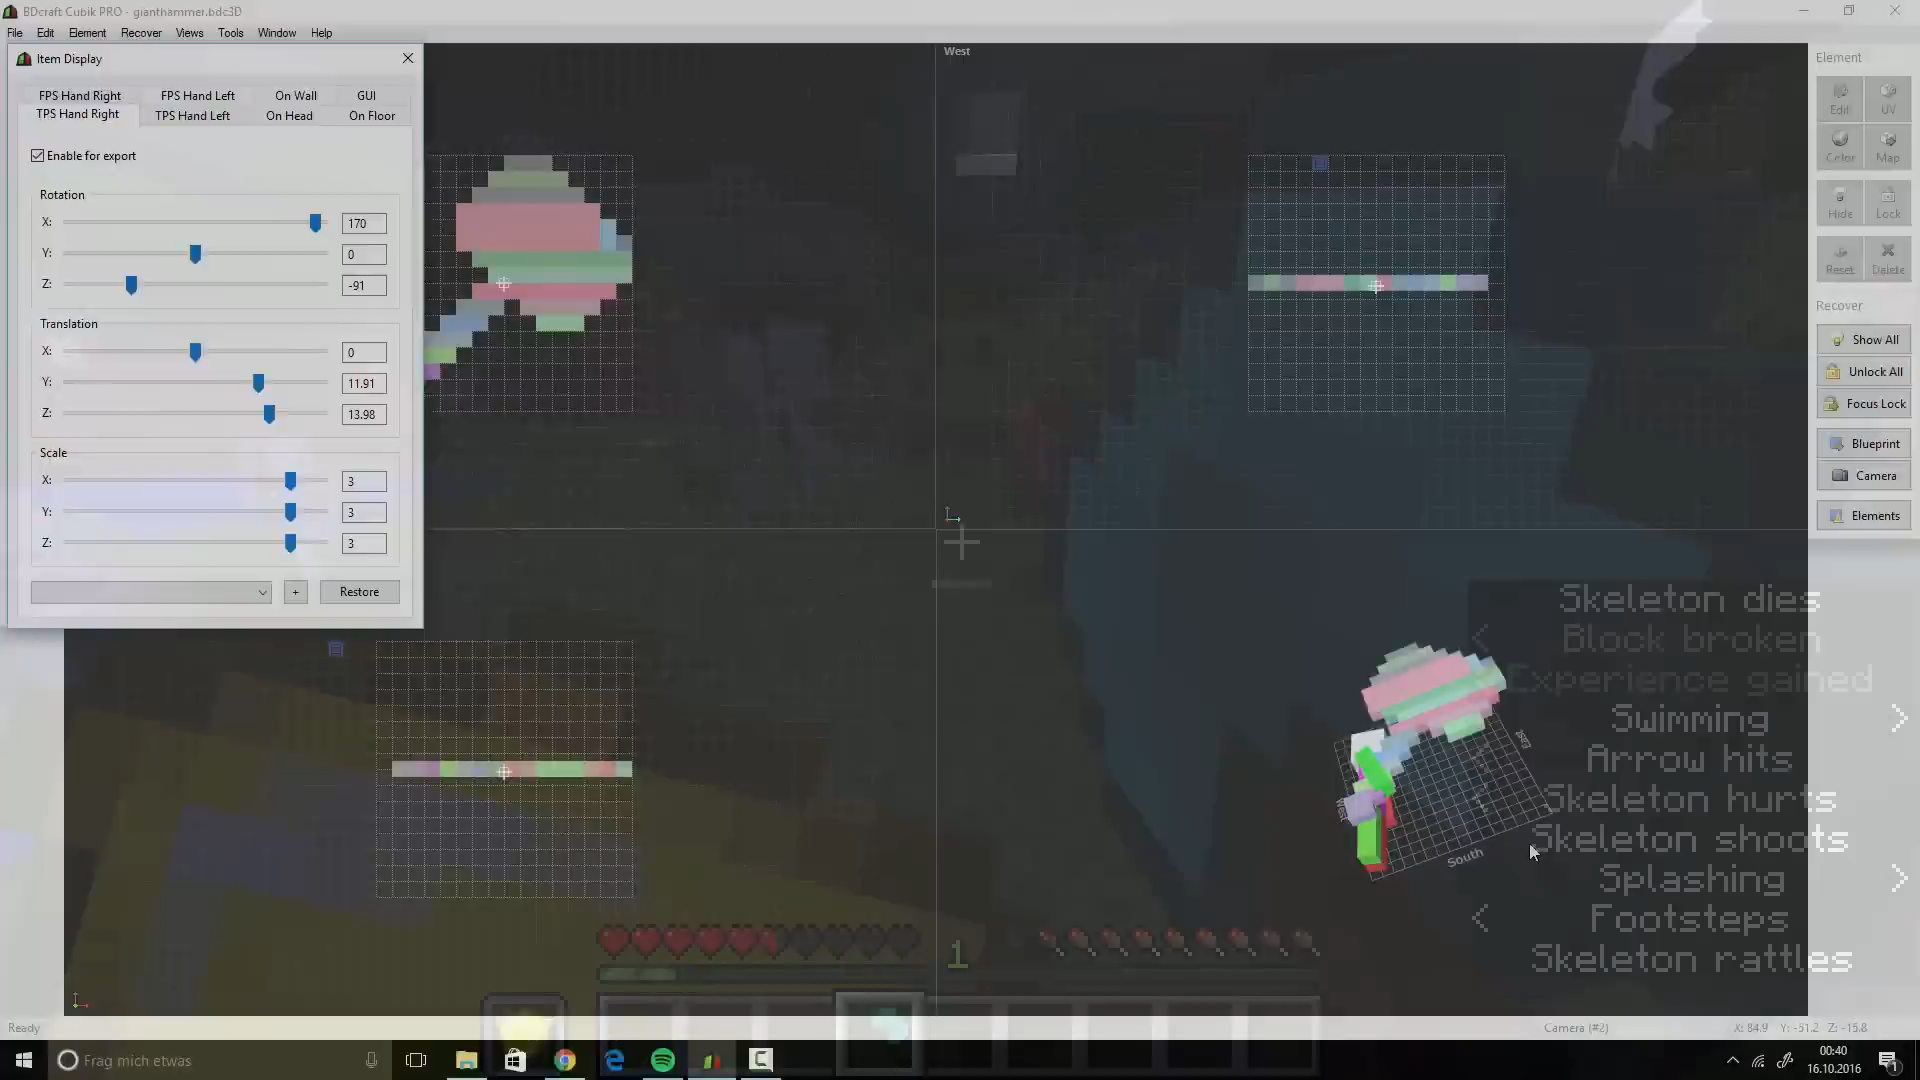 BDcraft Cubik PRO - gianthammer.bdc3D
File Edit Element Recover Views Tools Window Help
Item Display
FPS Hand Right FPS Hand Left On Wall GUI
TPS Hand Right TPS Hand Left On Head On Floor
Enable for export
Rotation
X: 170
Y: 0
Z: -91
Translation
X: 0
Y: 11.91
Z: 13.98
Scale
X: 3
Y: 3
Z: 3
+ Restore
West
Element
Edit UV
Color Map
Hide Lock
Reset Delete
Recover
Show All
Unlock All
Focus Lock
Blueprint
Camera
Elements
East
West
South
Skeleton dies
< Block broken
Experience gained
Swimming >
Arrow hits
Skeleton hurts
Skeleton shoots
Splashing >
< Footsteps
Skeleton rattles
1
Ready
Camera (#2)
X: 84.9 Y: -51.2 Z: -15.8
Frag mich etwas
00:40
16.10.2016
1